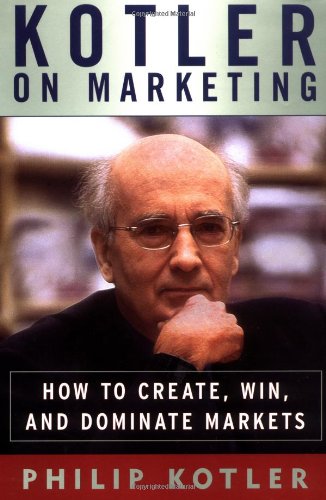 KOTLER
ON MARKETING
HOW TO CREATE, WIN,
AND DOMINATE MARKETS
PHILIP KOTLER